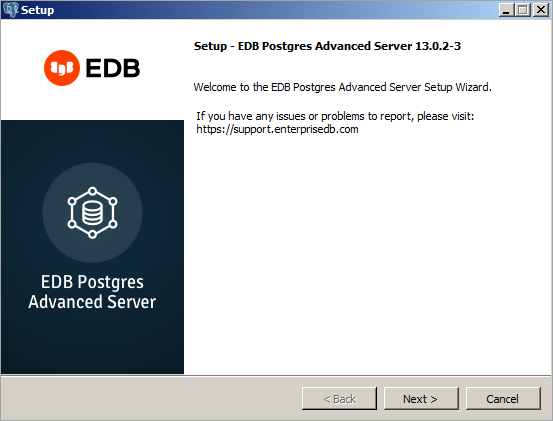 Setup
EDB
Setup - EDB Postgres Advanced Server 13.0.2-3
Welcome to the EDB Postgres Advanced Server Setup Wizard.
If you have any issues or problems to report, please visit:
https://support.enterprisedb.com
EDB Postgres
Advanced Server
< Back
Next >
Cancel